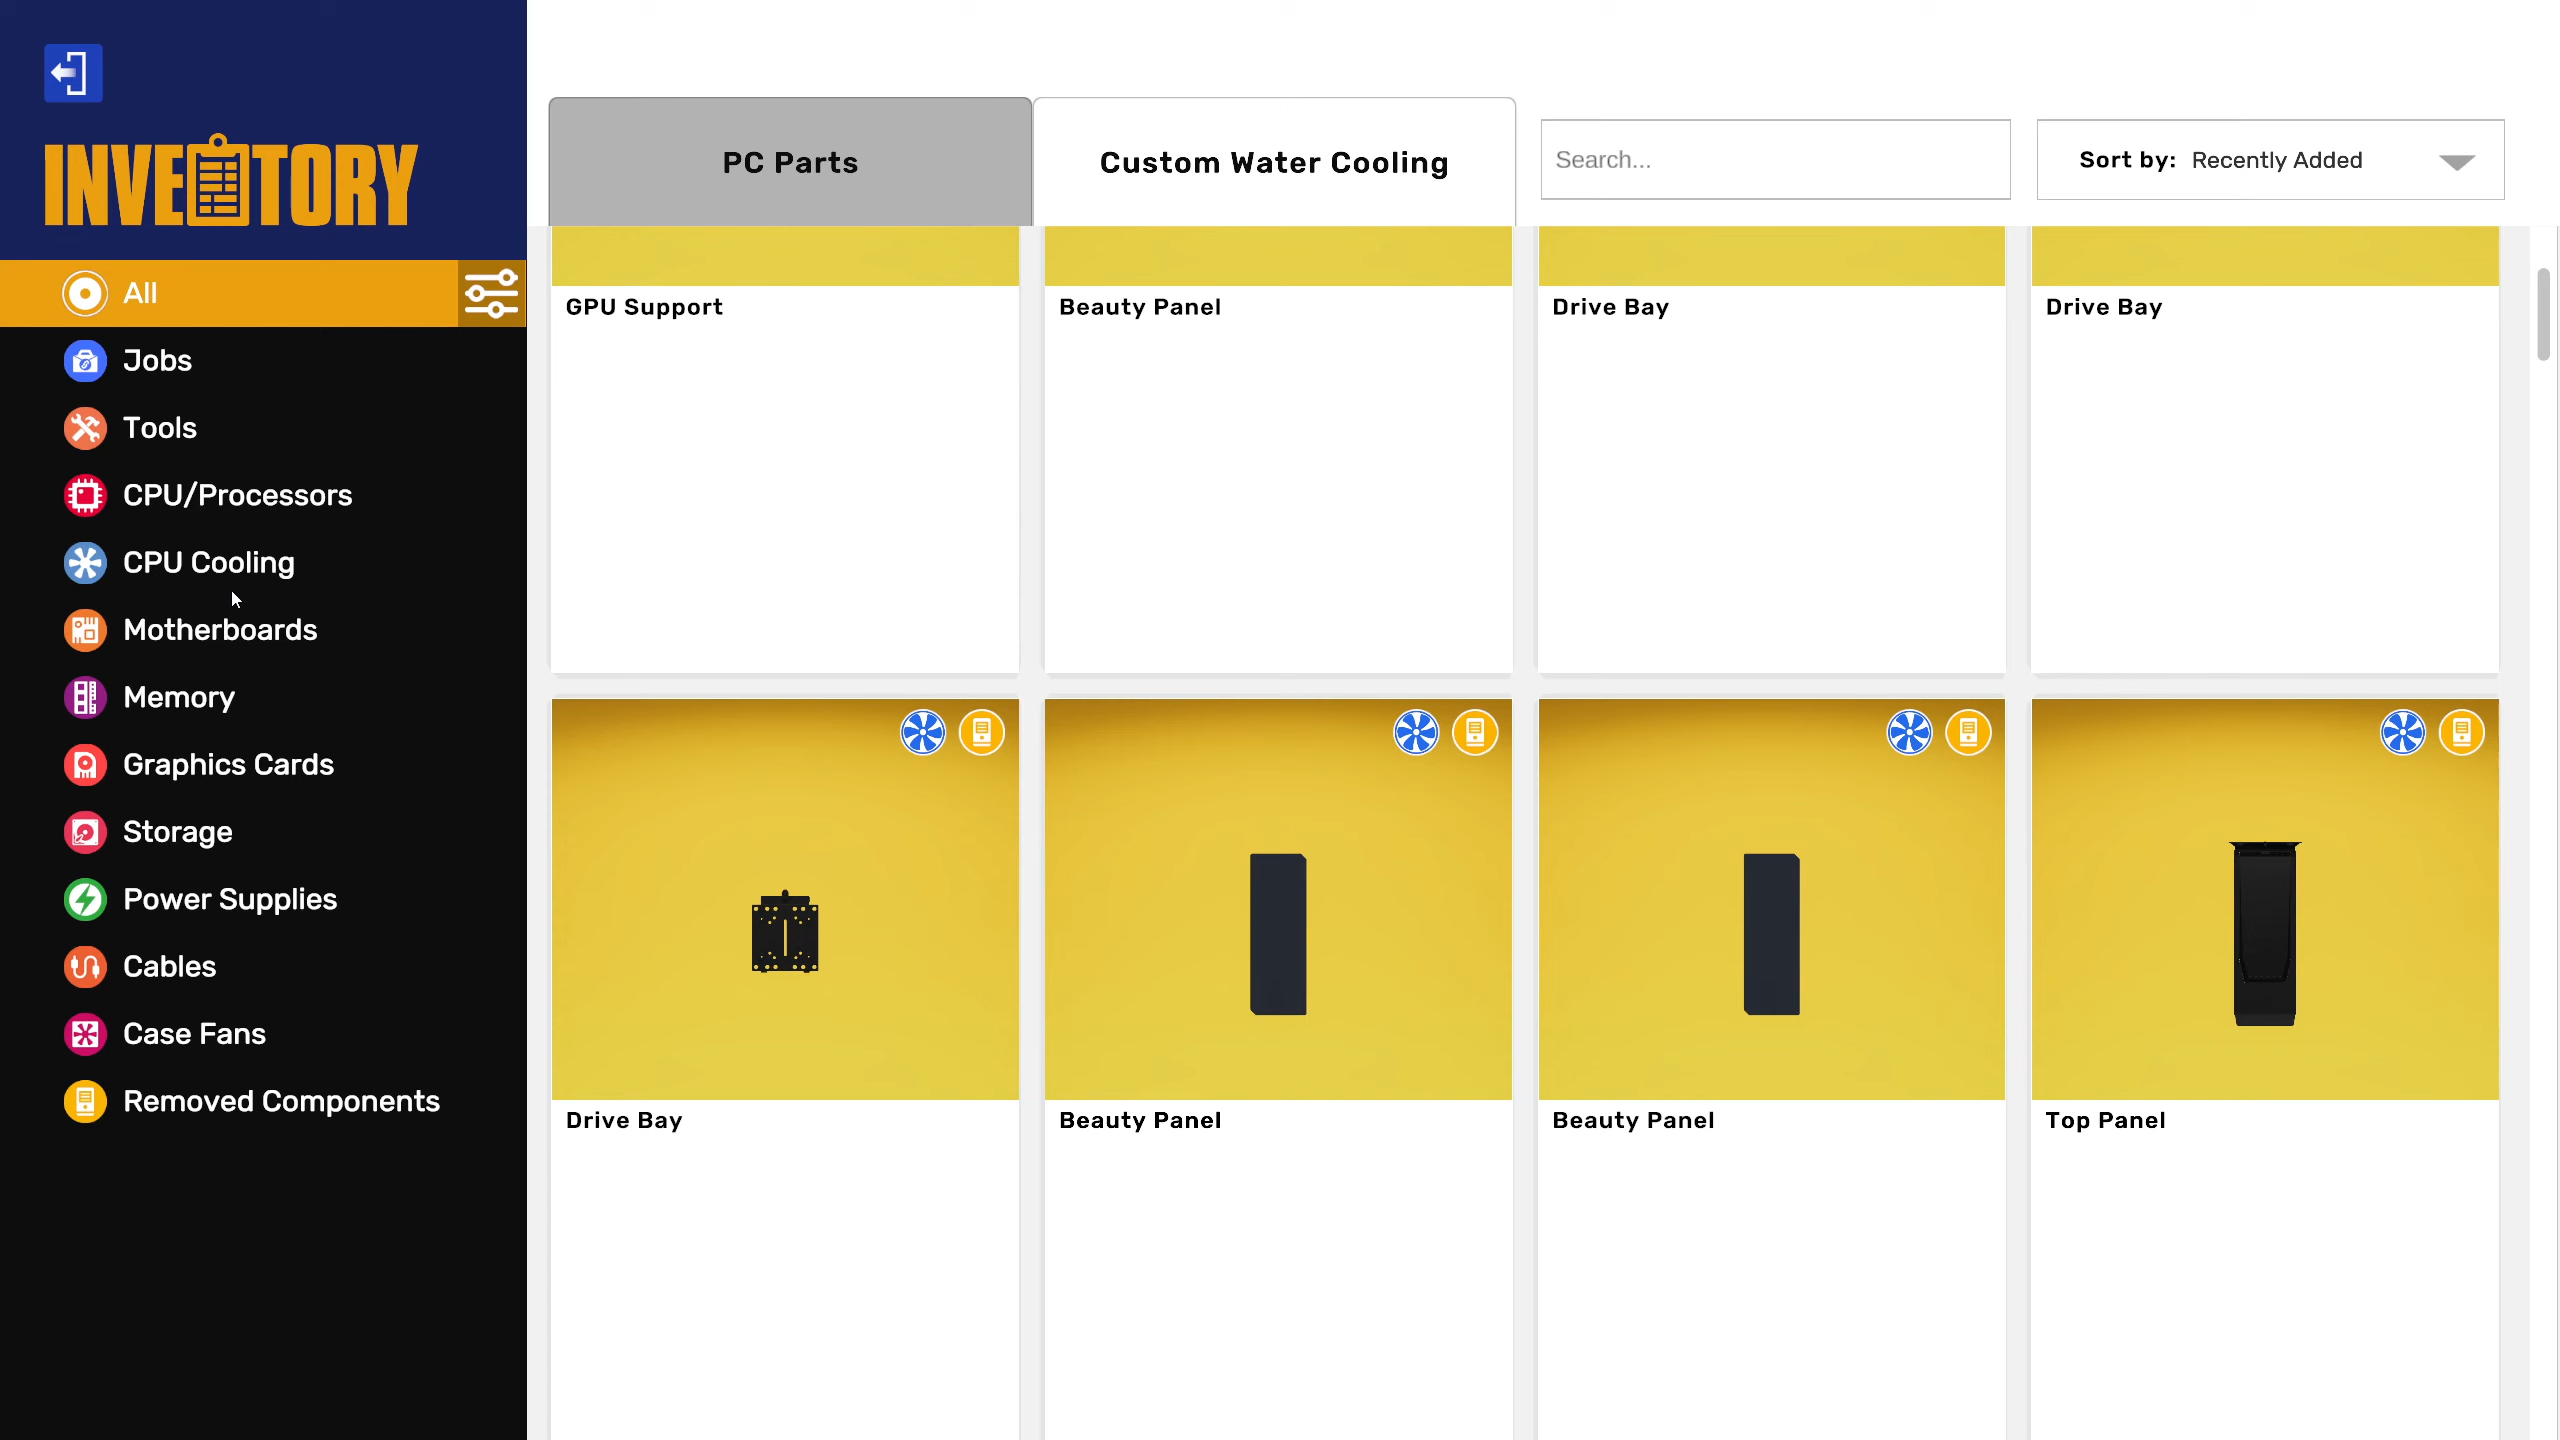 INVENTORY
PC Parts
Custom Water Cooling
Search...
Sort by: Recently Added
All
Jobs
Tools
CPU/Processors
CPU Cooling
Motherboards
Memory
Graphics Cards
Storage
Power Supplies
Cables
Case Fans
Removed Components
GPU Support
Beauty Panel
Drive Bay
Drive Bay
Drive Bay
Beauty Panel
Beauty Panel
Top Panel